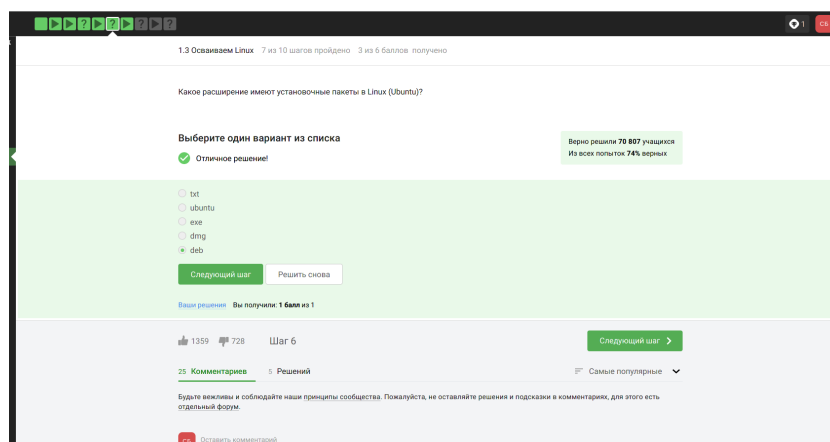 1
СБ
1.3 Осваиваем Linux 7 из 10 шагов пройдено 3 из 6 баллов получено
Какое расширение имеют установочные пакеты в Linux (Ubuntu)?
Выберите один вариант из списка
Верно решили 70 807 учащихся
Из всех попыток 74% верных
Отличное решение!
txt
ubuntu
exe
dmg
deb
Следующий шаг Решить снова
Ваши решения Вы получили: 1 балл из 1
1359 728 Шаг 6 Следующий шаг
25 Комментариев 5 Решений Самые популярные
Будьте вежливы и соблюдайте наши принципы сообщества. Пожалуйста, не оставляйте решения и подсказки в комментариях, для этого есть
отдельный форум.
СБ Оставить комментарий